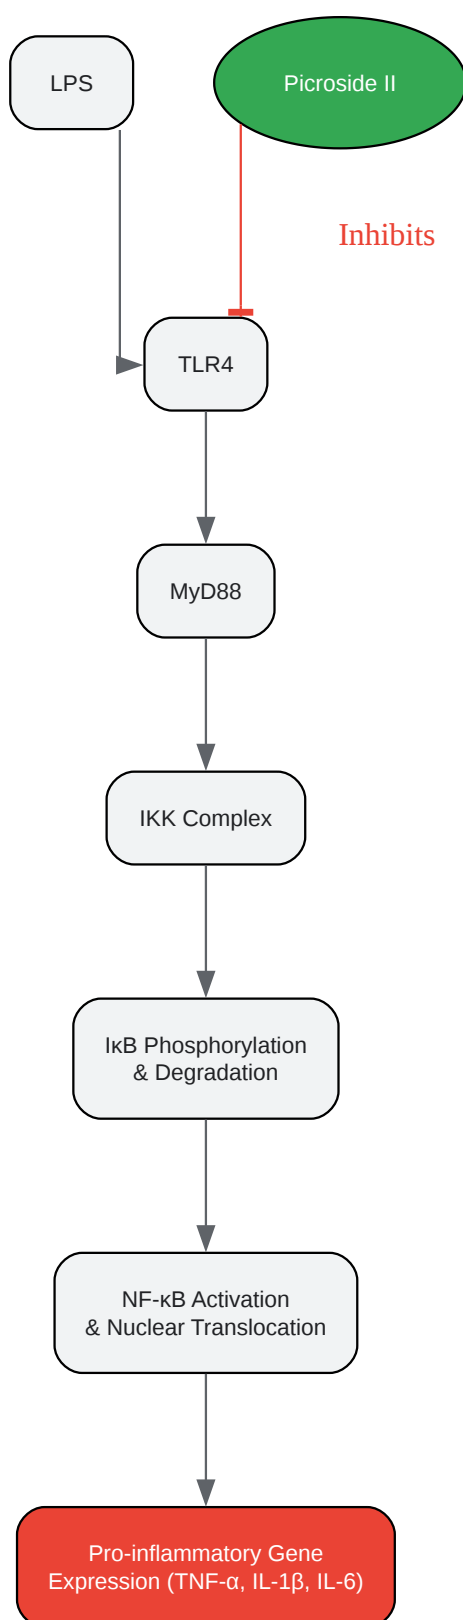 LPS
Picroside II
Inhibits
TLR4
MyD88
IKK Complex
IκB Phosphorylation
& Degradation
NF-κB Activation
& Nuclear Translocation
Pro-inflammatory Gene
Expression (TNF-α, IL-1β, IL-6)